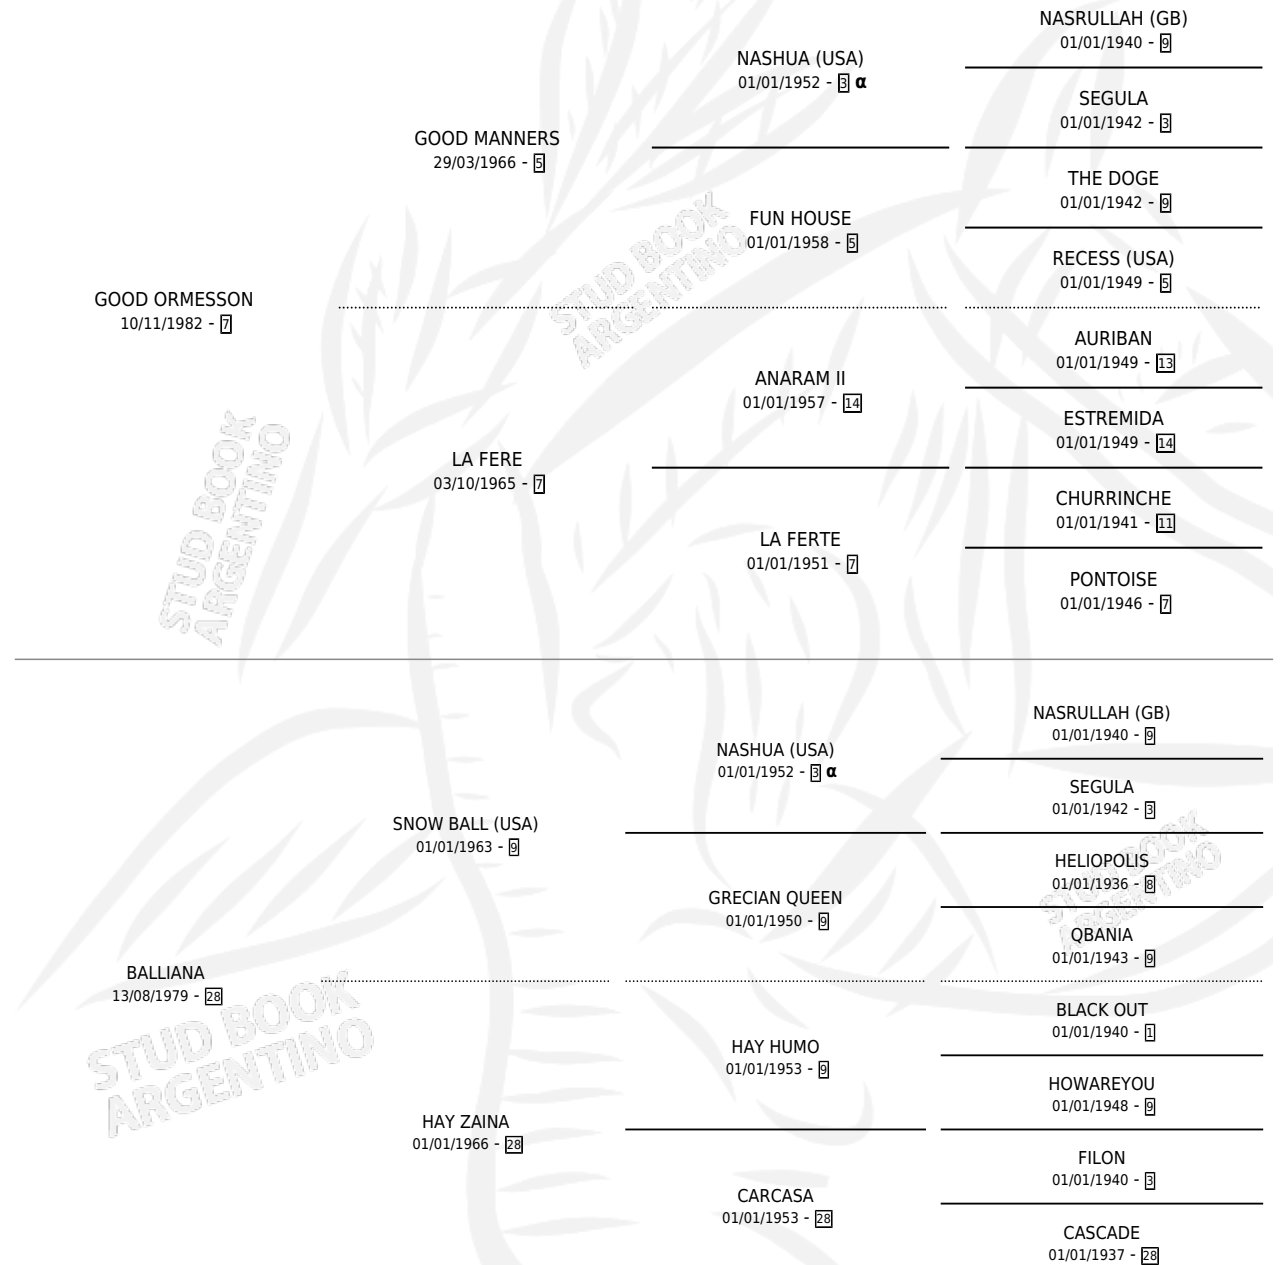 NASRULLAH (GB)
01/01/1940 - 9
NASHUA (USA)
01/01/1952 - 3 α
SEGULA
01/01/1942 - 3
GOOD MANNERS
29/03/1966 - 5
THE DOGE
01/01/1942 - 9
FUN HOUSE
01/01/1958 - 5
RECESS (USA)
01/01/1949 - 5
GOOD ORMESSON
10/11/1982 - 7
AURIBAN
01/01/1949 - 13
ANARAM II
01/01/1957 - 14
ESTREMIDA
01/01/1949 - 14
LA FERE
03/10/1965 - 7
CHURRINCHE
01/01/1941 - 11
LA FERTE
01/01/1951 - 7
PONTOISE
01/01/1946 - 7
NASRULLAH (GB)
01/01/1940 - 9
NASHUA (USA)
01/01/1952 - 3 α
SEGULA
01/01/1942 - 3
SNOW BALL (USA)
01/01/1963 - 9
HELIOPOLIS
01/01/1936 - 8
GRECIAN QUEEN
01/01/1950 - 9
QBANIA
01/01/1943 - 9
BALLIANA
13/08/1979 - 28
BLACK OUT
01/01/1940 - 1
HAY HUMO
01/01/1953 - 9
HOWAREYOU
01/01/1948 - 9
HAY ZAINA
01/01/1966 - 28
FILON
01/01/1940 - 3
CARCASA
01/01/1953 - 28
CASCADE
01/01/1937 - 28
STUD BOOK
ARGENTINO
STUD BOOK
ARGENTINO
STUD BOOK
ARGENTINO
STUD BOOK
ARGENTINO